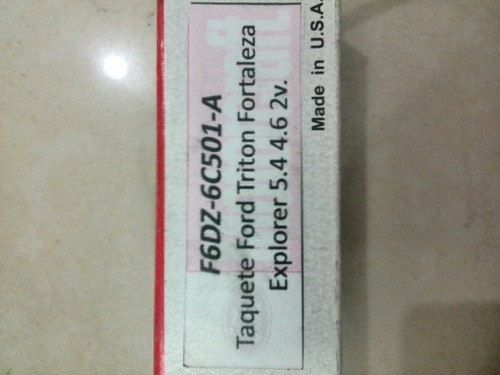 F6DZ-6C501-A
Taquete Ford Triton Fortaleza
Explorer 5.4 4.6 2v.
Made in U.S.A.